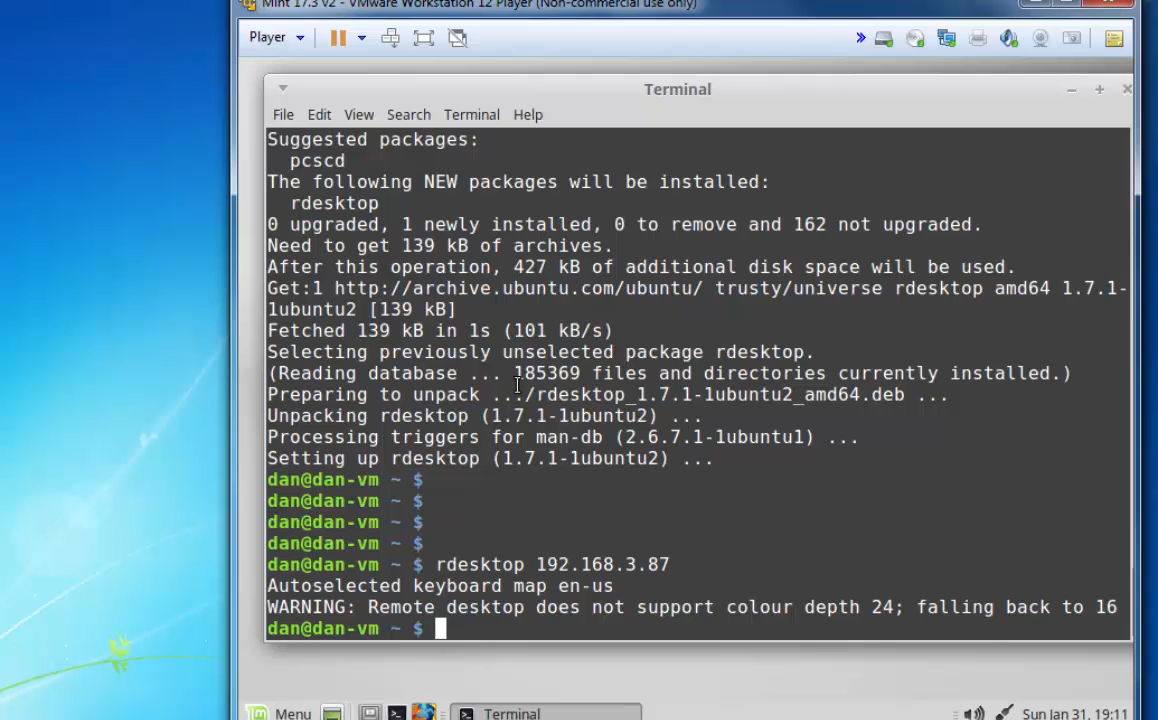 Mint 17.3 v2 - VMware Workstation 12 Player (Non-commercial use only)
Player
Terminal
File Edit View Search Terminal Help
Suggested packages:
pcscd
The following NEW packages will be installed:
rdesktop
0 upgraded, 1 newly installed, 0 to remove and 162 not upgraded.
Need to get 139 kB of archives.
After this operation, 427 kB of additional disk space will be used.
Get:1 http://archive.ubuntu.com/ubuntu/ trusty/universe rdesktop amd64 1.7.1-
1ubuntu2 [139 kB]
Fetched 139 kB in 1s (101 kB/s)
Selecting previously unselected package rdesktop.
(Reading database ... 185369 files and directories currently installed.)
Preparing to unpack .../rdesktop_1.7.1-1ubuntu2_amd64.deb ...
Unpacking rdesktop (1.7.1-1ubuntu2) ...
Processing triggers for man-db (2.6.7.1-1ubuntu1) ...
Setting up rdesktop (1.7.1-1ubuntu2) ...
dan@dan-vm ~ $
dan@dan-vm ~ $
dan@dan-vm ~ $
dan@dan-vm ~ $
dan@dan-vm ~ $ rdesktop 192.168.3.87
Autoselected keyboard map en-us
WARNING: Remote desktop does not support colour depth 24; falling back to 16
dan@dan-vm ~ $
Menu Terminal Sun Jan 31, 19:11